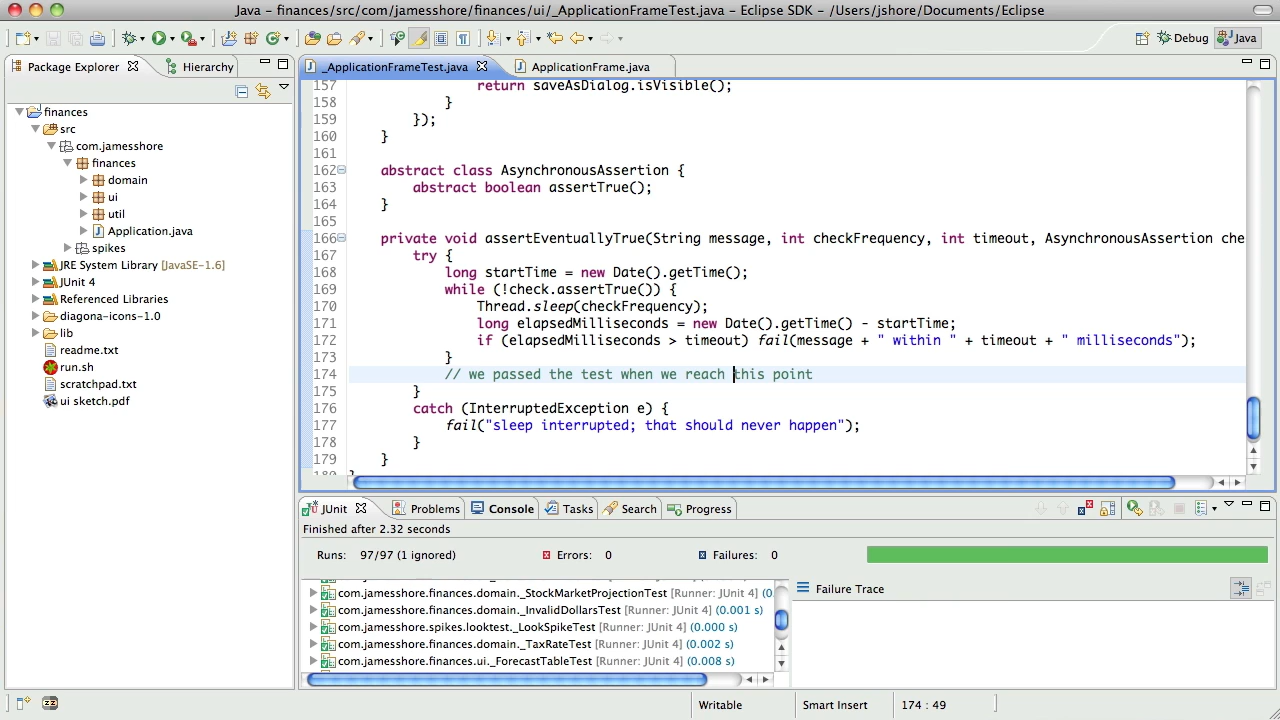 Java – finances/src/com/jamesshore/finances/ui/_ApplicationFrameTest.java – Eclipse SDK – /Users/jshore/Documents/Eclipse
Debug
Java
Package Explorer
Hierarchy
finances
src
com.jamesshore
finances
domain
ui
util
Application.java
spikes
JRE System Library [JavaSE-1.6]
JUnit 4
Referenced Libraries
diagona-icons-1.0
lib
readme.txt
run.sh
scratchpad.txt
ui sketch.pdf
_ApplicationFrameTest.java
ApplicationFrame.java
157 return saveAsDialog.isVisible();
158 }
159 });
160 }
161
162 abstract class AsynchronousAssertion {
163 abstract boolean assertTrue();
164 }
165
166 private void assertEventuallyTrue(String message, int checkFrequency, int timeout, AsynchronousAssertion che
167 try {
168 long startTime = new Date().getTime();
169 while (!check.assertTrue()) {
170 Thread.sleep(checkFrequency);
171 long elapsedMilliseconds = new Date().getTime() - startTime;
172 if (elapsedMilliseconds > timeout) fail(message + " within " + timeout + " milliseconds");
173 }
174 // we passed the test when we reach this point
175 }
176 catch (InterruptedException e) {
177 fail("sleep interrupted; that should never happen");
178 }
179 }
180 }
JUnit
Problems
Console
Tasks
Search
Progress
Finished after 2.32 seconds
Runs: 97/97 (1 ignored)
Errors: 0
Failures: 0
com.jamesshore.finances.domain._StockMarketProjectionTest [Runner: JUnit 4] (0
com.jamesshore.finances.domain._InvalidDollarsTest [Runner: JUnit 4] (0.001 s)
com.jamesshore.spikes.looktest._LookSpikeTest [Runner: JUnit 4] (0.000 s)
com.jamesshore.finances.domain._TaxRateTest [Runner: JUnit 4] (0.002 s)
com.jamesshore.finances.ui._ForecastTableTest [Runner: JUnit 4] (0.008 s)
Failure Trace
Writable
Smart Insert
174 : 49